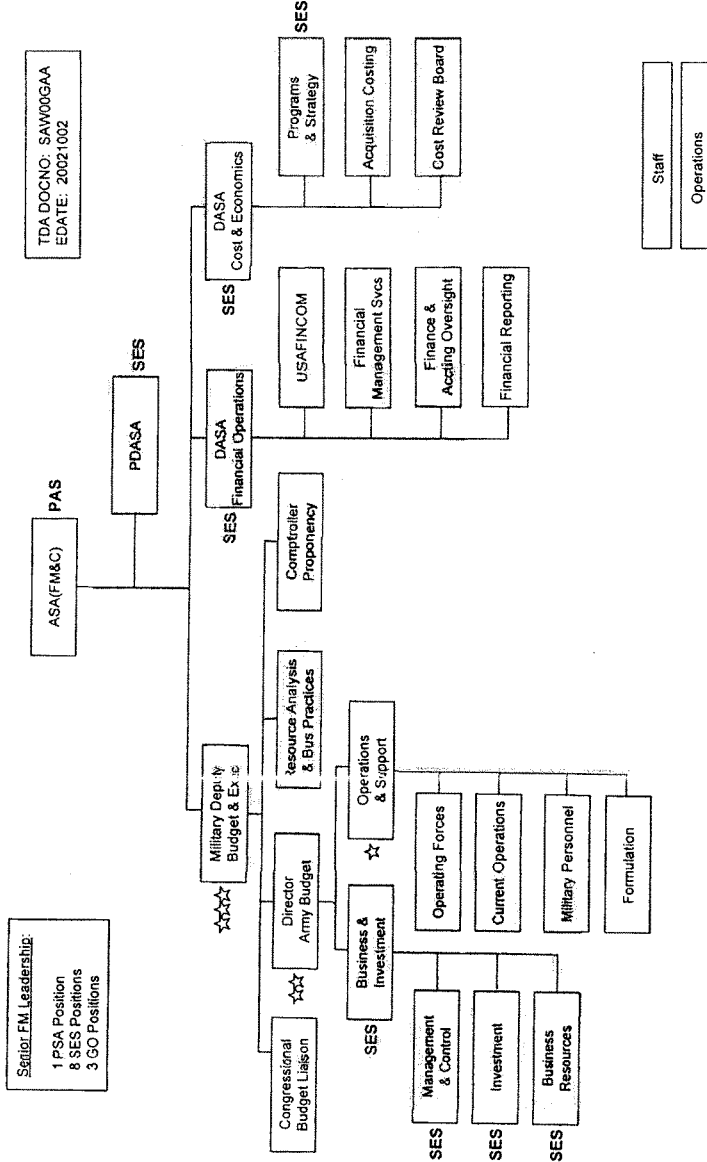 Senior FM Leadership:
1 PSA Position
8 SES Positions
3 GO Positions
TDA DOCNO: SAW00GAA
EDATE: 20021002
ASA(FM&C)
PAS
PDASA
SES
Military Deputy
Budget & Exec
SES
DASA
Financial Operations
SES
DASA
Cost & Economics
Congressional
Budget Liaison
Director
Army Budget
Resource Analysis
& Bus Practices
Comptroller
Proponency
USAFINCOM
Financial
Management Svcs
Finance &
Accting Oversight
Financial Reporting
Programs
& Strategy
SES
Acquisition Costing
Cost Review Board
SES
Business &
Investment
Operations
& Support
SES
Management
& Control
SES
Investment
SES
Business
Resources
Operating Forces
Current Operations
Military Personnel
Formulation
Staff
Operations